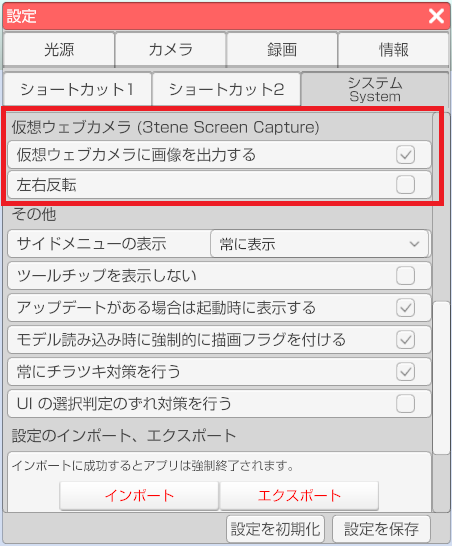 設定
光源
カメラ
録画
情報
ショートカット1
ショートカット2
システム
System
仮想ウェブカメラ (3tene Screen Capture)
仮想ウェブカメラに画像を出力する
左右反転
その他
サイドメニューの表示
常に表示
ツールチップを表示しない
アップデートがある場合は起動時に表示する
モデル読み込み時に強制的に描画フラグを付ける
常にチラツキ対策を行う
UI の選択判定のずれ対策を行う
設定のインポート、エクスポート
インポートに成功するとアプリは強制終了されます。
インポート
エクスポート
設定を初期化
設定を保存